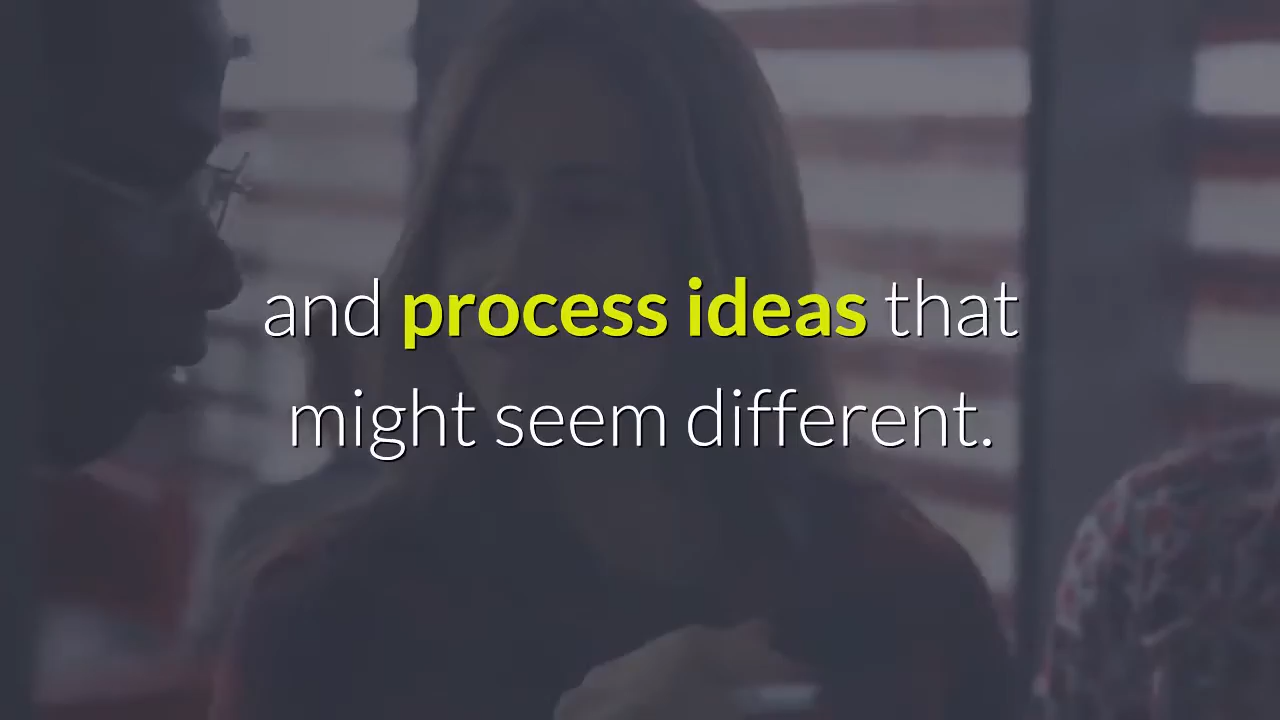 and process ideas that
might seem different.